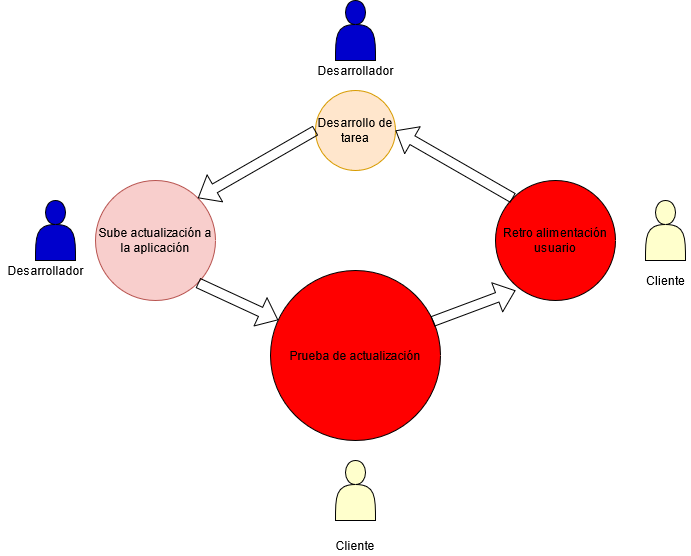 Desarrollador
Desarrollo de
tarea
Sube actualización a
la aplicación
Retro alimentación
usuario
Desarrollador
Cliente
Prueba de actualización
Cliente